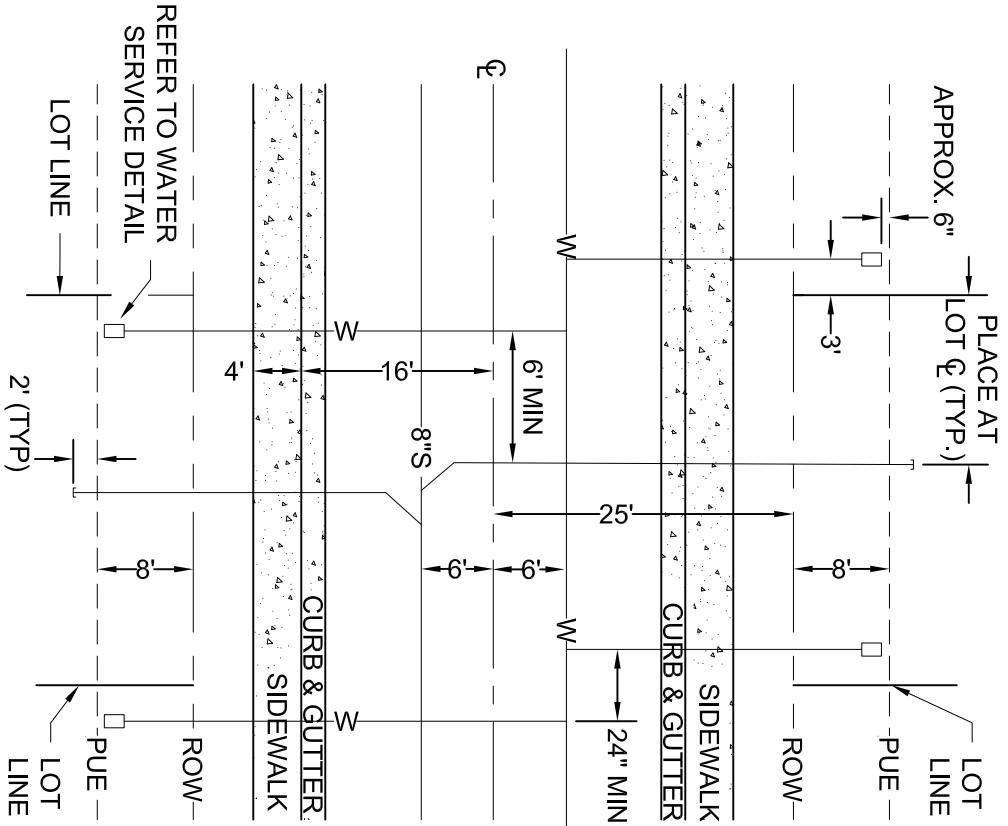 REFER TO WATER
SERVICE DETAIL
LOT LINE
℄
APPROX. 6"
PLACE AT
LOT ℄ (TYP.)
3'
W
W
4'
16'
6' MIN
8"S
2' (TYP)
25'
8'
6'
6'
8'
W
W
24" MIN
LOT
LINE
PUE
ROW
SIDEWALK
CURB & GUTTER
CURB & GUTTER
SIDEWALK
ROW
PUE
LOT
LINE